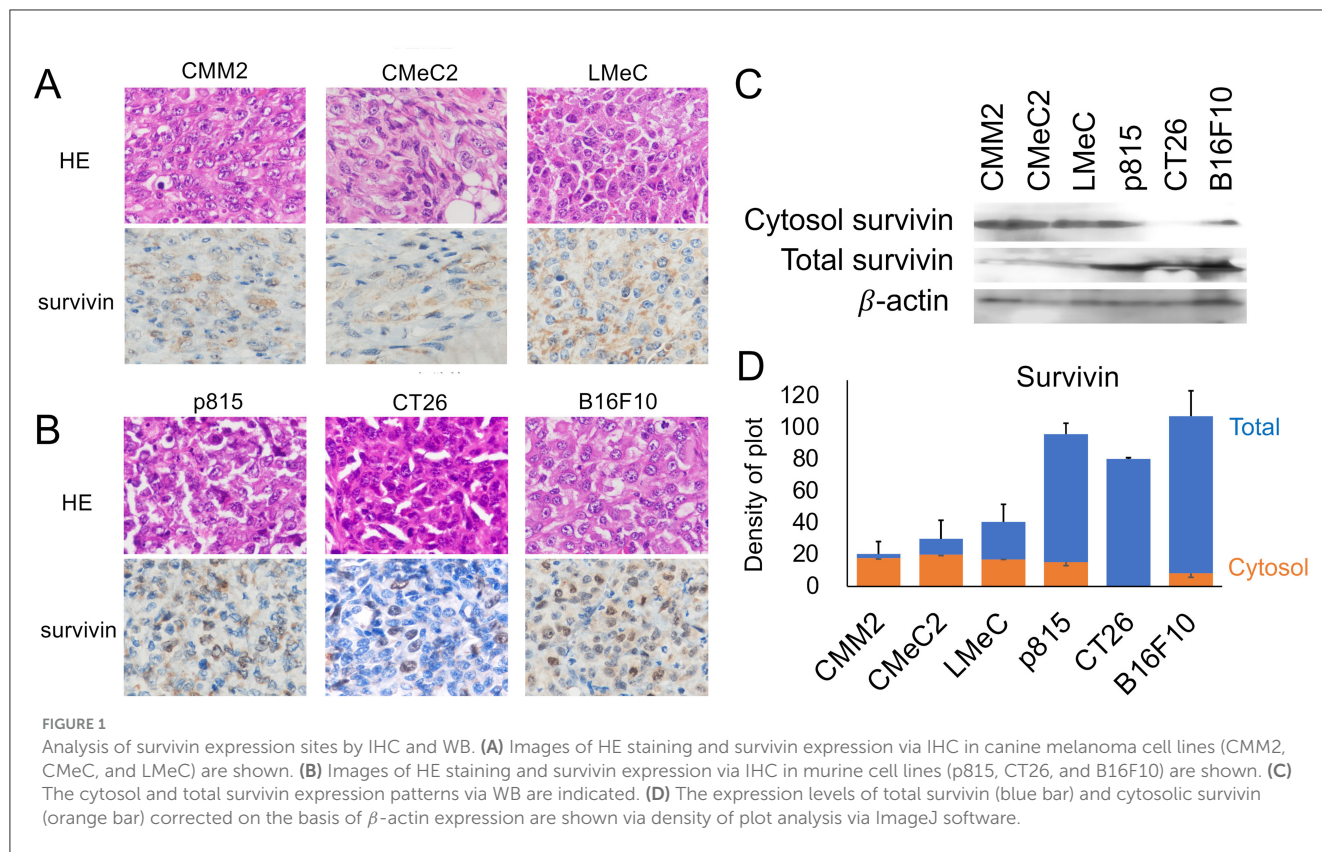 A
CMM2 CMeC2 LMeC
HE
survivin
B
p815 CT26 B16F10
HE
survivin
C
CMM2 CMeC2 LMeC p815 CT26 B16F10
Cytosol survivin
Total survivin
β-actin
D
Survivin
Density of plot
120
100
80
60
40
20
0
Total
Cytosol
CMM2 CMeC2 LMeC p815 CT26 B16F10
FIGURE 1
Analysis of survivin expression sites by IHC and WB. (A) Images of HE staining and survivin expression via IHC in canine melanoma cell lines (CMM2,
CMeC, and LMeC) are shown. (B) Images of HE staining and survivin expression via IHC in murine cell lines (p815, CT26, and B16F10) are shown. (C)
The cytosol and total survivin expression patterns via WB are indicated. (D) The expression levels of total survivin (blue bar) and cytosolic survivin
(orange bar) corrected on the basis of β-actin expression are shown via density of plot analysis via ImageJ software.